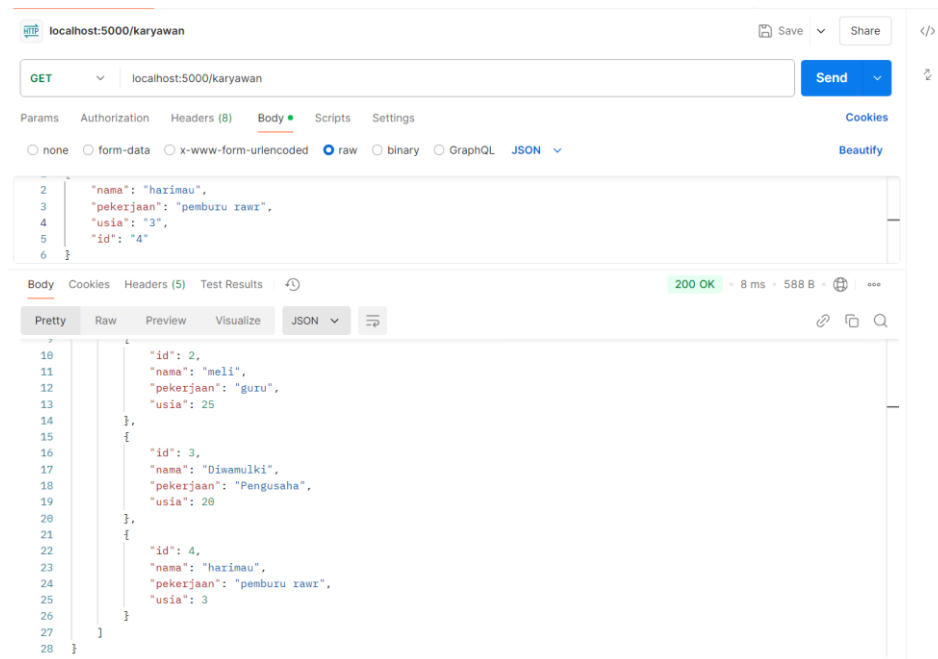 HTTP localhost:5000/karyawan Save Share
GET localhost:5000/karyawan Send
Params Authorization Headers (8) Body Scripts Settings Cookies
none form-data x-www-form-urlencoded raw binary GraphQL JSON Beautify
2 "nama": "harimau",
3 "pekerjaan": "pemburu rawr",
4 "usia": "3",
5 "id": "4"
6 }
Body Cookies Headers (5) Test Results 200 OK 8 ms 588 B
Pretty Raw Preview Visualize JSON
10 "id": 2,
11 "nama": "meli",
12 "pekerjaan": "guru",
13 "usia": 25
14 },
15 {
16 "id": 3,
17 "nama": "Diwamulki",
18 "pekerjaan": "Pengusaha",
19 "usia": 20
20 },
21 {
22 "id": 4,
23 "nama": "harimau",
24 "pekerjaan": "pemburu rawr",
25 "usia": 3
26 }
27 ]
28 }